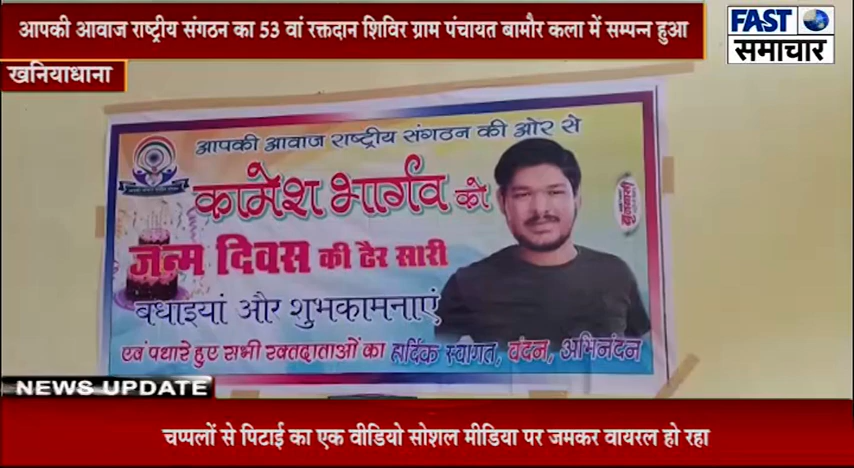 आपकी आवाज राष्ट्रीय संगठन का 53 वां रक्तदान शिविर ग्राम पंचायत बामौर कला में सम्पन्न हुआ
FAST
समाचार
खनियाधाना
आपकी आवाज राष्ट्रीय संगठन की ओर से
कामेश भार्गव को
जन्म दिवस की ढैर सारी
बधाइयां और शुभकामनाएं
एवं पधारे हुए सभी रक्तदाताओं का हार्दिक स्वागत, वंदन, अभिनंदन
NEWS UPDATE
चप्पलों से पिटाई का एक वीडियो सोशल मीडिया पर जमकर वायरल हो रहा